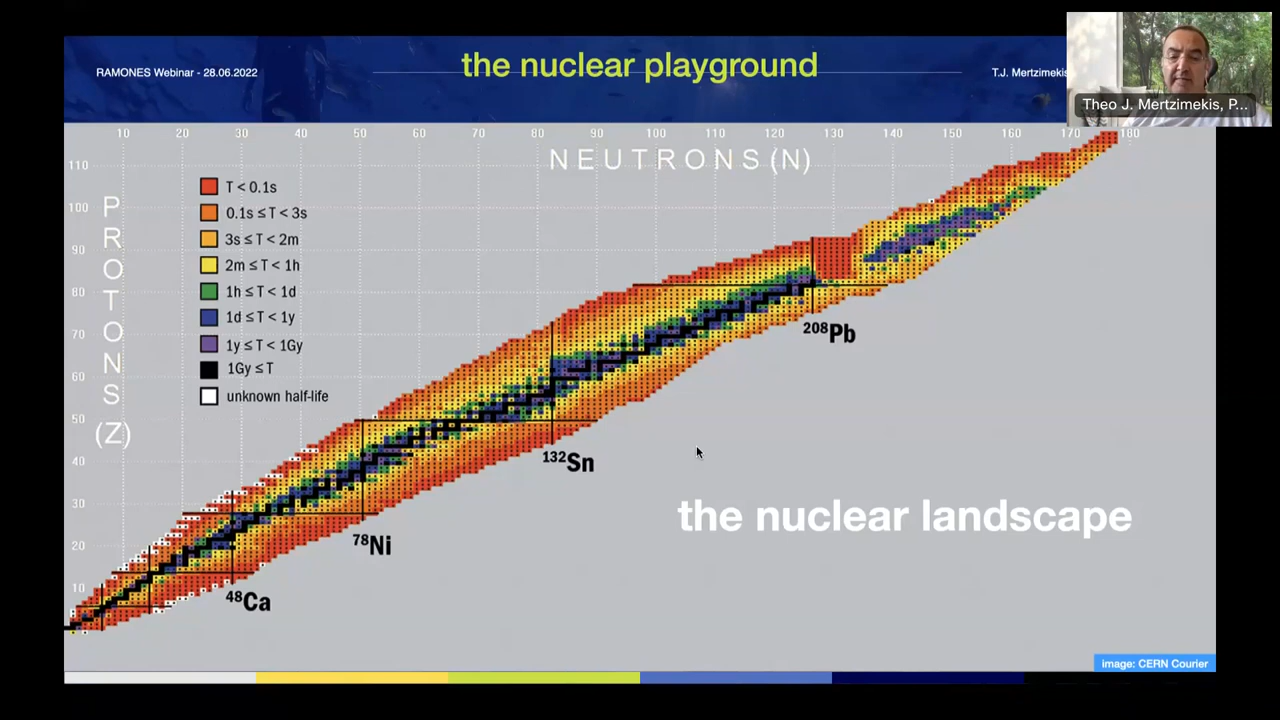 RAMONES Webinar - 28.06.2022
the nuclear playground
T.J. Mertzimekis
Theo J. Mertzimekis, P...
10 20 30 40 50 60 70 80 90 100 110 120 130 140 150 160 170 180
NEUTRONS (N)
PROTONS (Z)
110
100
90
80
70
60
50
40
30
20
10
T < 0.1s
0.1s ≤ T < 3s
3s ≤ T < 2m
2m ≤ T < 1h
1h ≤ T < 1d
1d ≤ T < 1y
1y ≤ T < 1Gy
1Gy ≤ T
unknown half-life
208Pb
132Sn
78Ni
48Ca
the nuclear landscape
image: CERN Courier